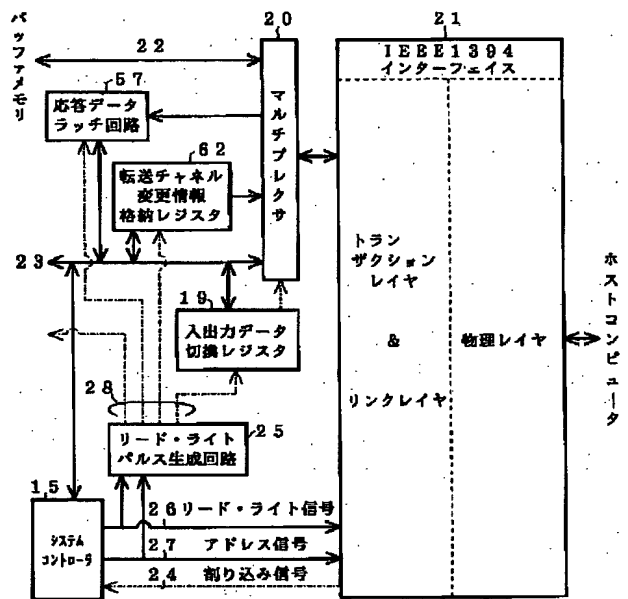 バッファメモリ
22
20
21
IEEE1394
インターフェイス
57
応答データ
ラッチ回路
62
転送チャネル
変更情報
格納レジスタ
マルチプレクサ
23
19
入出力データ
切換レジスタ
トラン
ザクション
レイヤ
&
リンクレイヤ
物理レイヤ
ホストコンピュータ
28
リード・ライト
パルス生成回路
25
15
システム
コントローラ
26リード・ライト信号
27 アドレス信号
24 割り込み信号